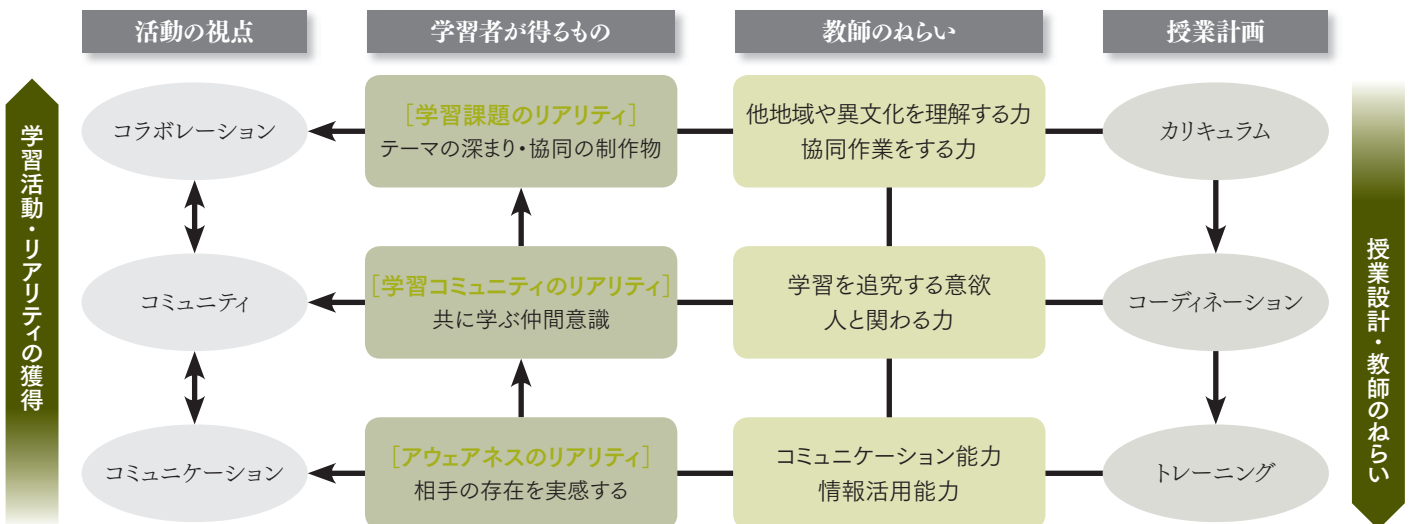 活動の視点
学習者が得るもの
教師のねらい
授業計画
学習活動・リアリティの獲得
コラボレーション
[学習課題のリアリティ]
テーマの深まり・協同の制作物
他地域や異文化を理解する力
協同作業をする力
カリキュラム
コミュニティ
[学習コミュニティのリアリティ]
共に学ぶ仲間意識
学習を追究する意欲
人と関わる力
コーディネーション
コミュニケーション
[アウェアネスのリアリティ]
相手の存在を実感する
コミュニケーション能力
情報活用能力
トレーニング
授業設計・教師のねらい